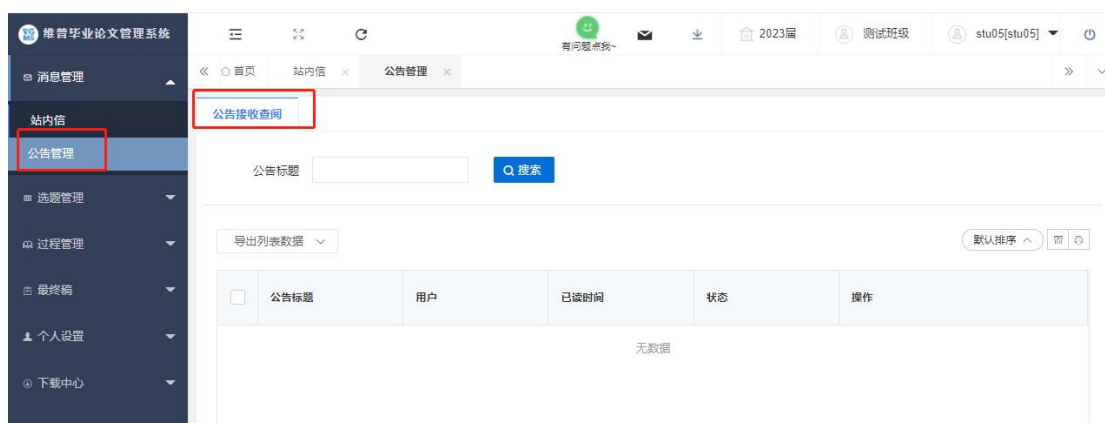 维普毕业论文管理系统
有问题点我~
2023届
测试班级
stu05[stu05]
消息管理
首页
站内信
公告管理
站内信
公告接收查阅
公告管理
公告标题
搜索
选题管理
过程管理
导出列表数据
默认排序
最终稿
公告标题
用户
已读时间
状态
操作
个人设置
无数据
下载中心